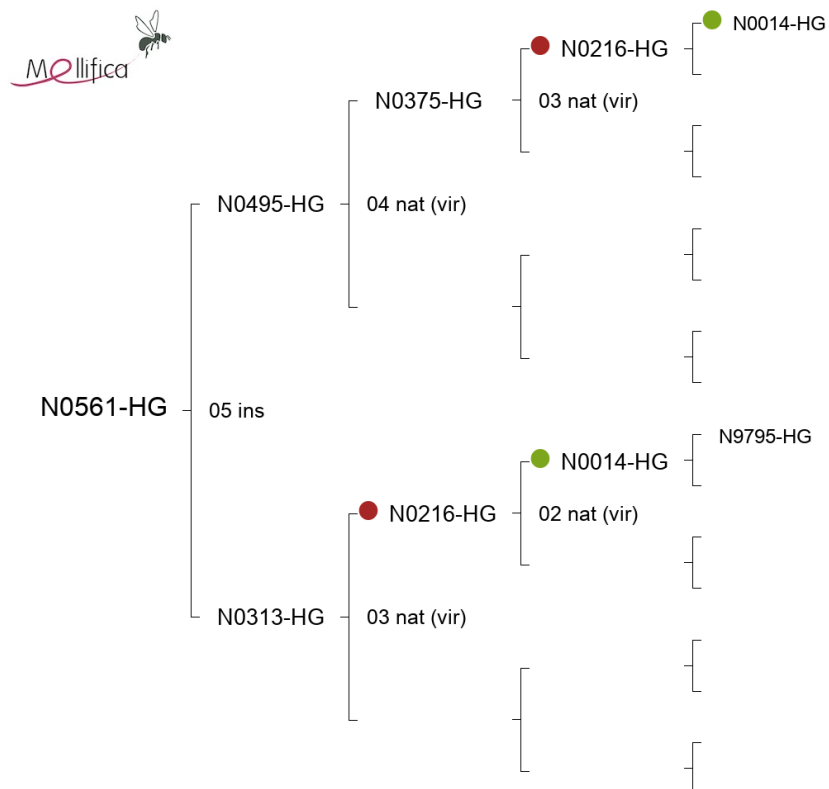 Mellifica
N0014-HG
N0216-HG
N0375-HG
03 nat (vir)
N0495-HG
04 nat (vir)
N0561-HG
05 ins
N9795-HG
N0014-HG
N0216-HG
02 nat (vir)
N0313-HG
03 nat (vir)